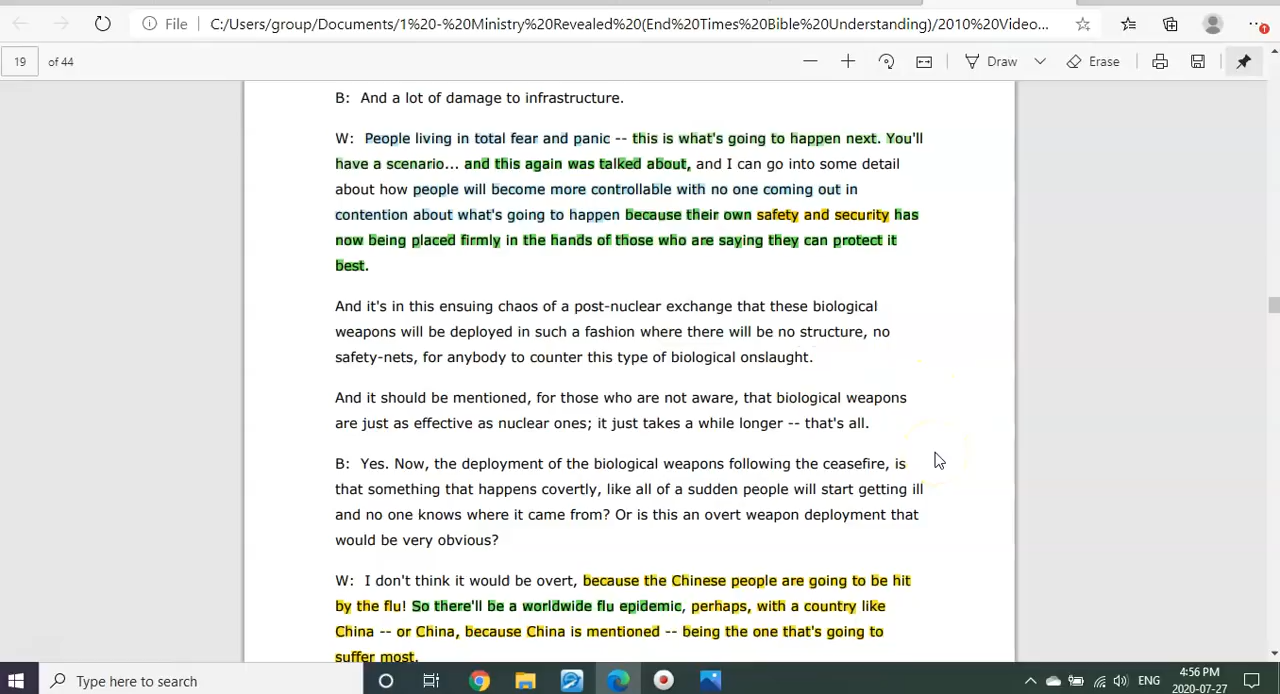 File
C:/Users/group/Documents/1%20-%20Ministry%20Revealed%20(End%20Times%20Bible%20Understanding)/2010%20Video...
19 of 44
Draw
Erase
B: And a lot of damage to infrastructure.
W: People living in total fear and panic -- this is what's going to happen next. You'll
have a scenario... and this again was talked about, and I can go into some detail
about how people will become more controllable with no one coming out in
contention about what's going to happen because their own safety and security has
now being placed firmly in the hands of those who are saying they can protect it
best.
And it's in this ensuing chaos of a post-nuclear exchange that these biological
weapons will be deployed in such a fashion where there will be no structure, no
safety-nets, for anybody to counter this type of biological onslaught.
And it should be mentioned, for those who are not aware, that biological weapons
are just as effective as nuclear ones; it just takes a while longer -- that's all.
B: Yes. Now, the deployment of the biological weapons following the ceasefire, is
that something that happens covertly, like all of a sudden people will start getting ill
and no one knows where it came from? Or is this an overt weapon deployment that
would be very obvious?
W: I don't think it would be overt, because the Chinese people are going to be hit
by the flu! So there'll be a worldwide flu epidemic, perhaps, with a country like
China -- or China, because China is mentioned -- being the one that's going to
suffer most.
Type here to search
ENG
4:56 PM
2020-07-27